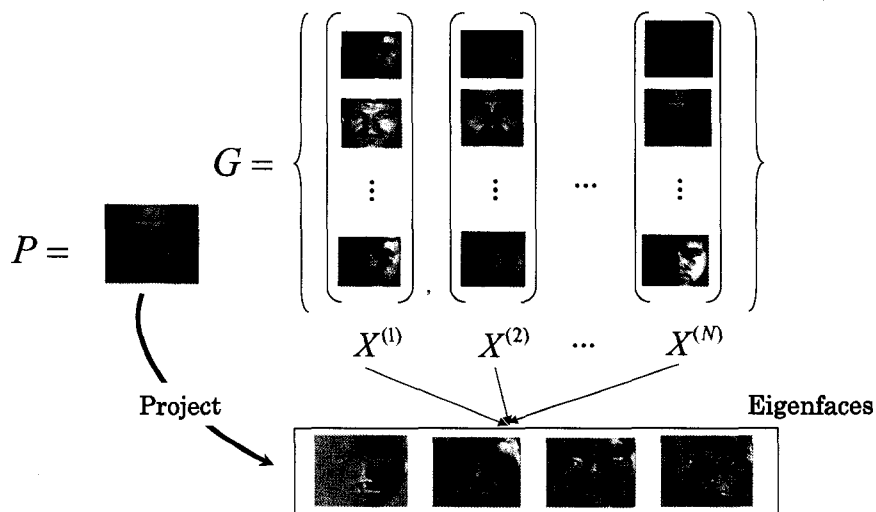 G =
P =
X^{(1)} X^{(2)} ... X^{(N)}
Project
Eigenfaces